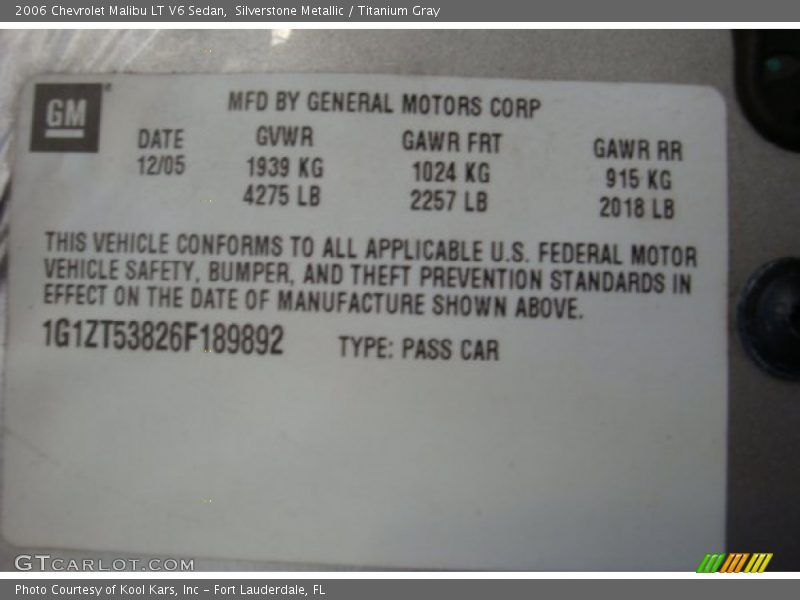 2006 Chevrolet Malibu LT V6 Sedan, Silverstone Metallic / Titanium Gray
GM
MFD BY GENERAL MOTORS CORP
DATE GVWR GAWR FRT GAWR RR
12/05 1939 KG 1024 KG 915 KG
4275 LB 2257 LB 2018 LB
THIS VEHICLE CONFORMS TO ALL APPLICABLE U.S. FEDERAL MOTOR
VEHICLE SAFETY, BUMPER, AND THEFT PREVENTION STANDARDS IN
EFFECT ON THE DATE OF MANUFACTURE SHOWN ABOVE.
1G1ZT53826F189892 TYPE: PASS CAR
GTCARLOT.COM
Photo Courtesy of Kool Kars, Inc - Fort Lauderdale, FL